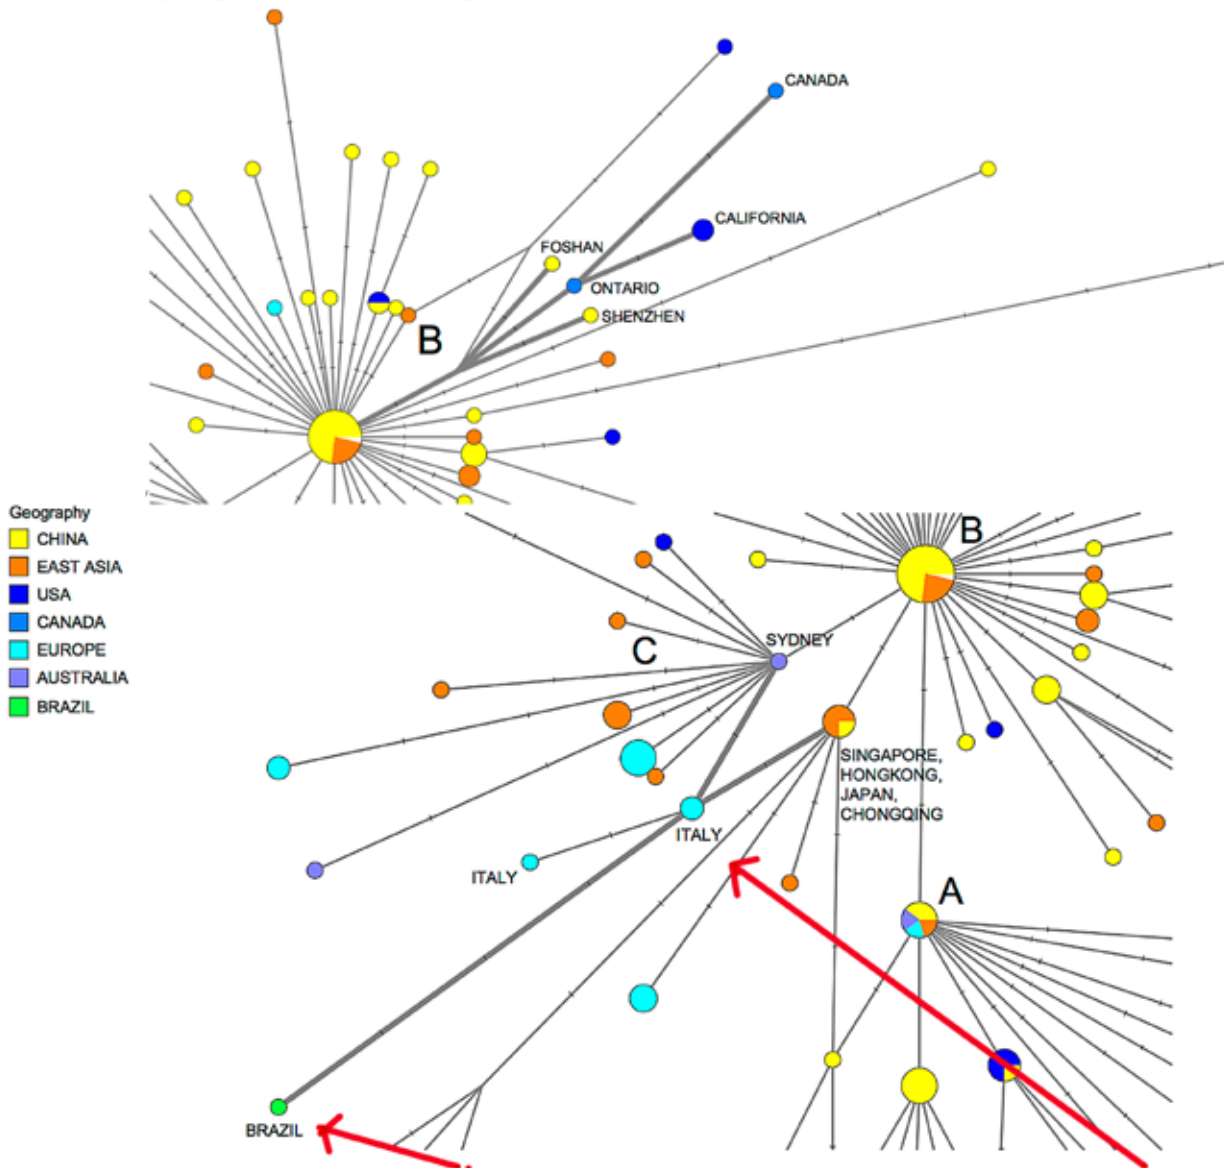 CANADA
CALIFORNIA
FOSHAN
ONTARIO
SHENZHEN
B
Geography
CHINA
EAST ASIA
USA
CANADA
EUROPE
AUSTRALIA
BRAZIL
B
SYDNEY
C
SINGAPORE,
HONGKONG,
JAPAN,
CHONGQING
ITALY
ITALY
A
BRAZIL